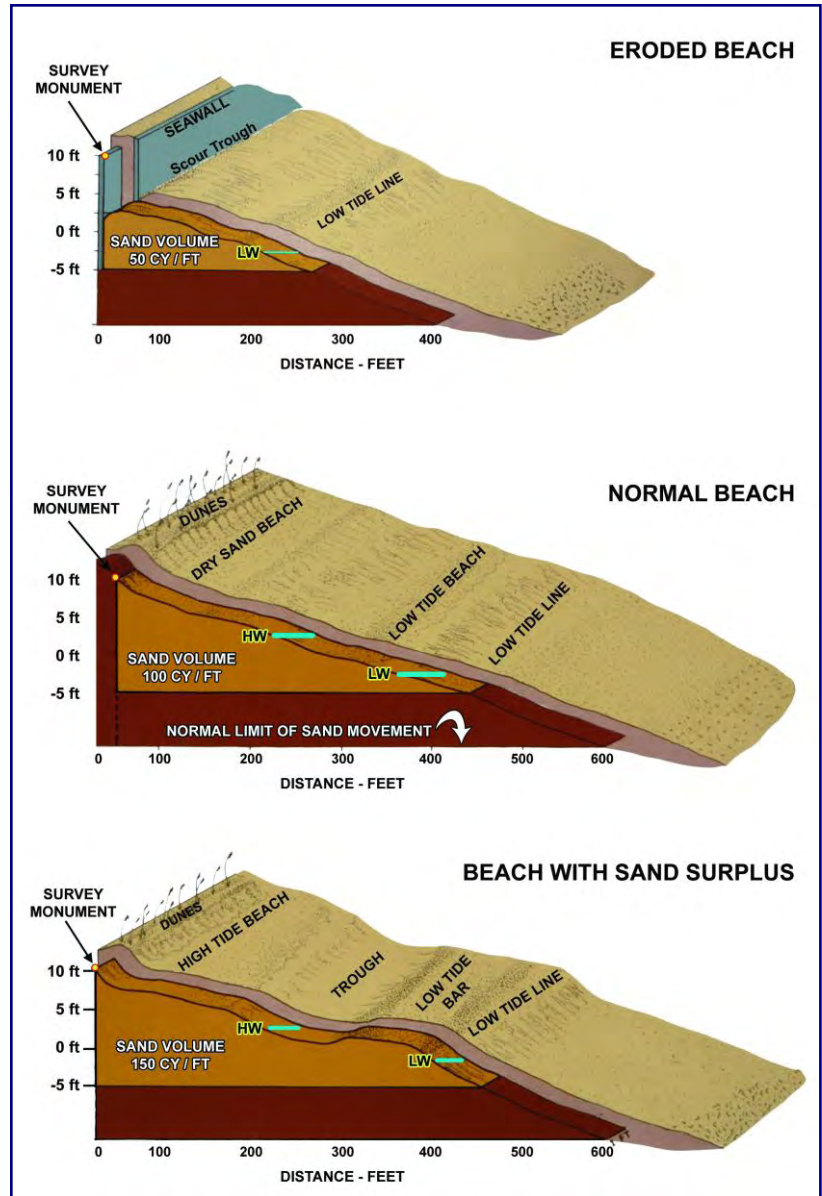 ERODED BEACH
SURVEY
MONUMENT
SEAWALL
Scour Trough
LOW TIDE LINE
10 ft
5 ft
0 ft
-5 ft
SAND VOLUME
50 CY / FT
LW
0 100 200 300 400
DISTANCE - FEET
NORMAL BEACH
SURVEY
MONUMENT
DUNES
DRY SAND BEACH
LOW TIDE BEACH
LOW TIDE LINE
10 ft
5 ft
0 ft
-5 ft
HW
SAND VOLUME
100 CY / FT
LW
NORMAL LIMIT OF SAND MOVEMENT
0 100 200 300 400 500 600
DISTANCE - FEET
BEACH WITH SAND SURPLUS
SURVEY
MONUMENT
DUNES
HIGH TIDE BEACH
TROUGH
LOW TIDE
BAR
LOW TIDE LINE
10 ft
5 ft
0 ft
-5 ft
HW
SAND VOLUME
150 CY / FT
LW
0 100 200 300 400 500 600
DISTANCE - FEET